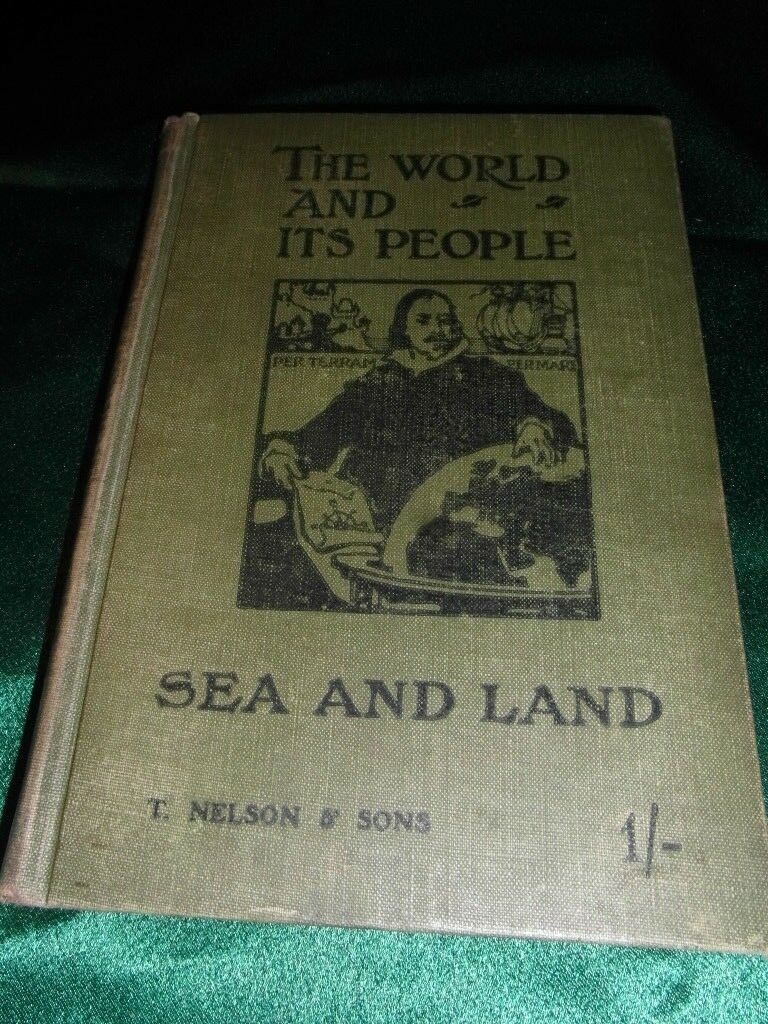 THE WORLD
AND
ITS PEOPLE
PER TERRAM
PER MARE
SEA AND LAND
T. NELSON & SONS
1/-